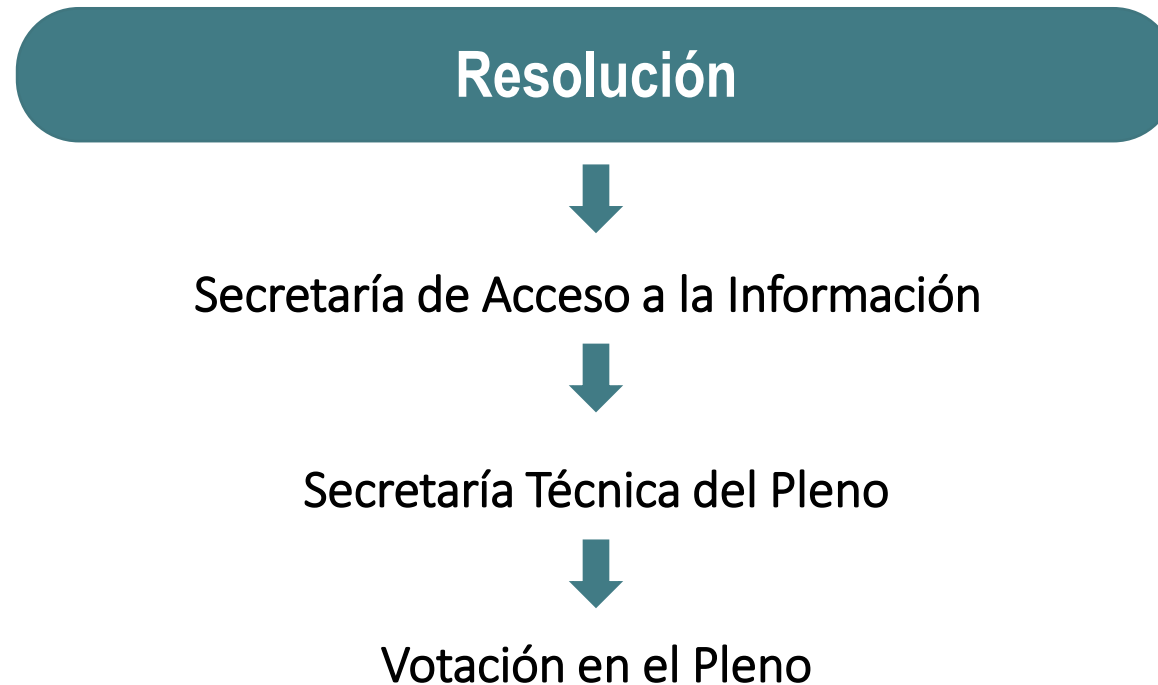 Resolución
Secretaría de Acceso a la Información
Secretaría Técnica del Pleno
Votación en el Pleno